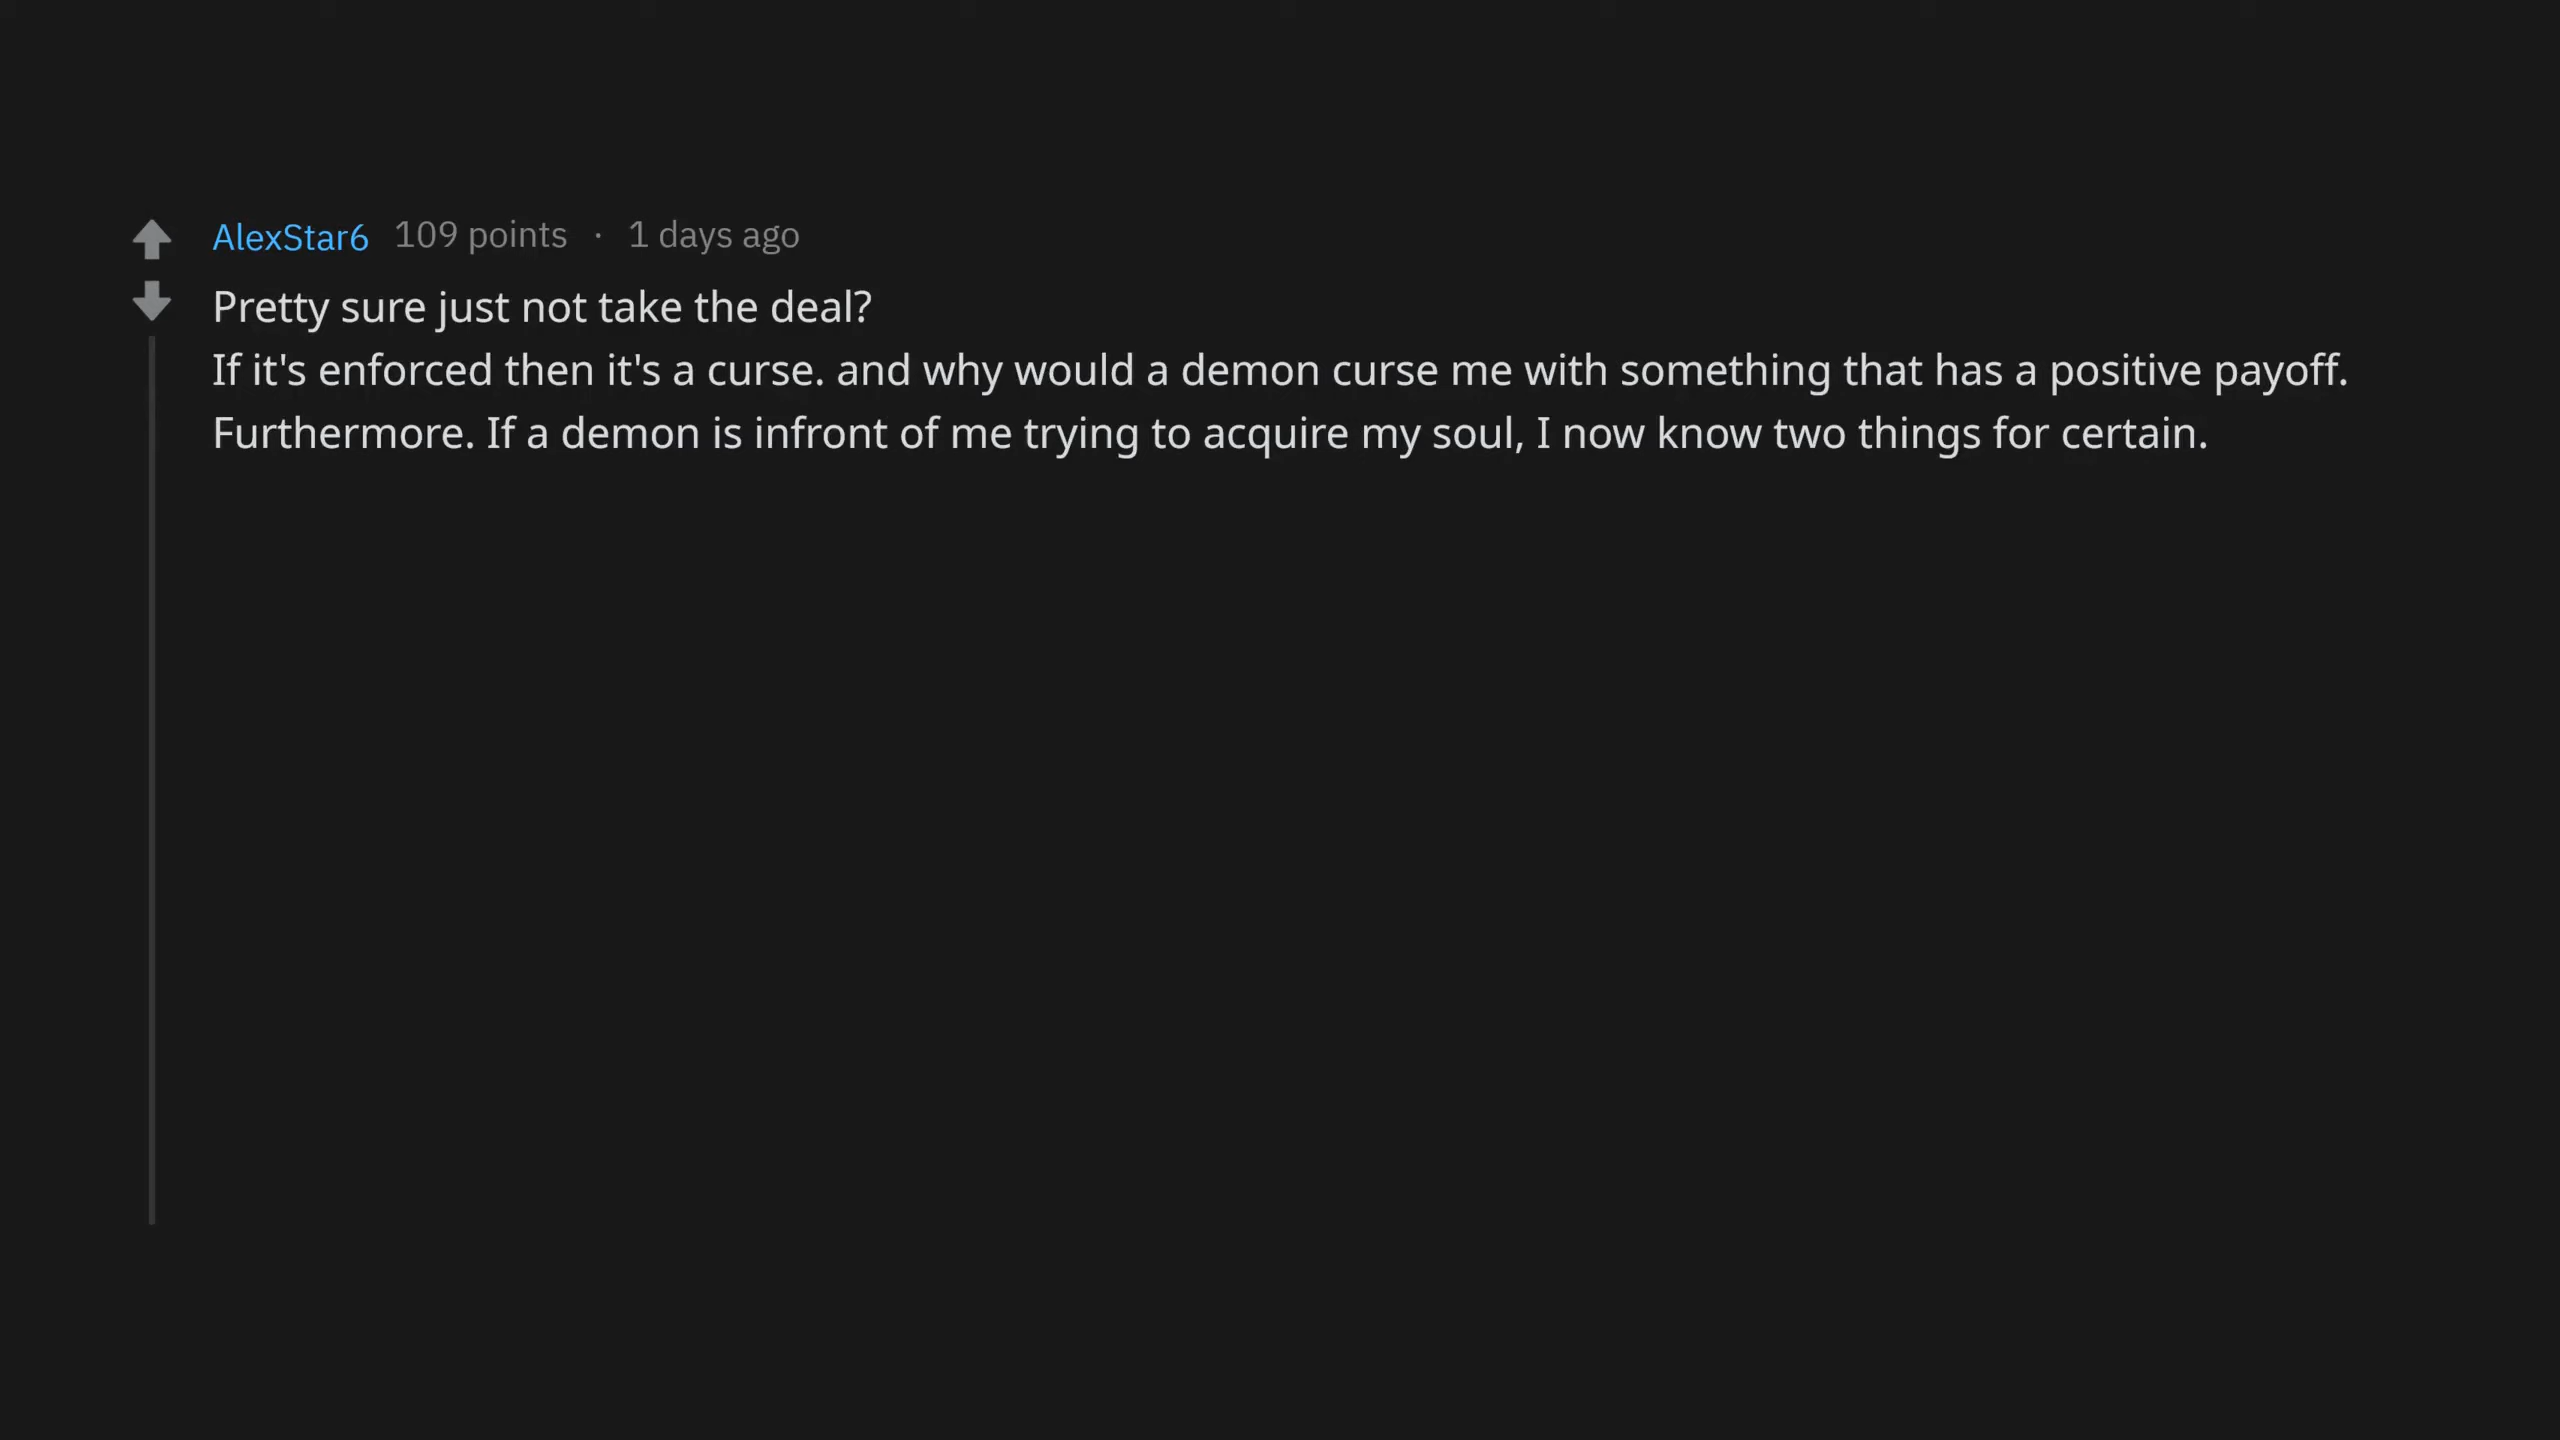 AlexStar6 109 points · 1 days ago
Pretty sure just not take the deal?
If it's enforced then it's a curse. and why would a demon curse me with something that has a positive payoff.
Furthermore. If a demon is infront of me trying to acquire my soul, I now know two things for certain.